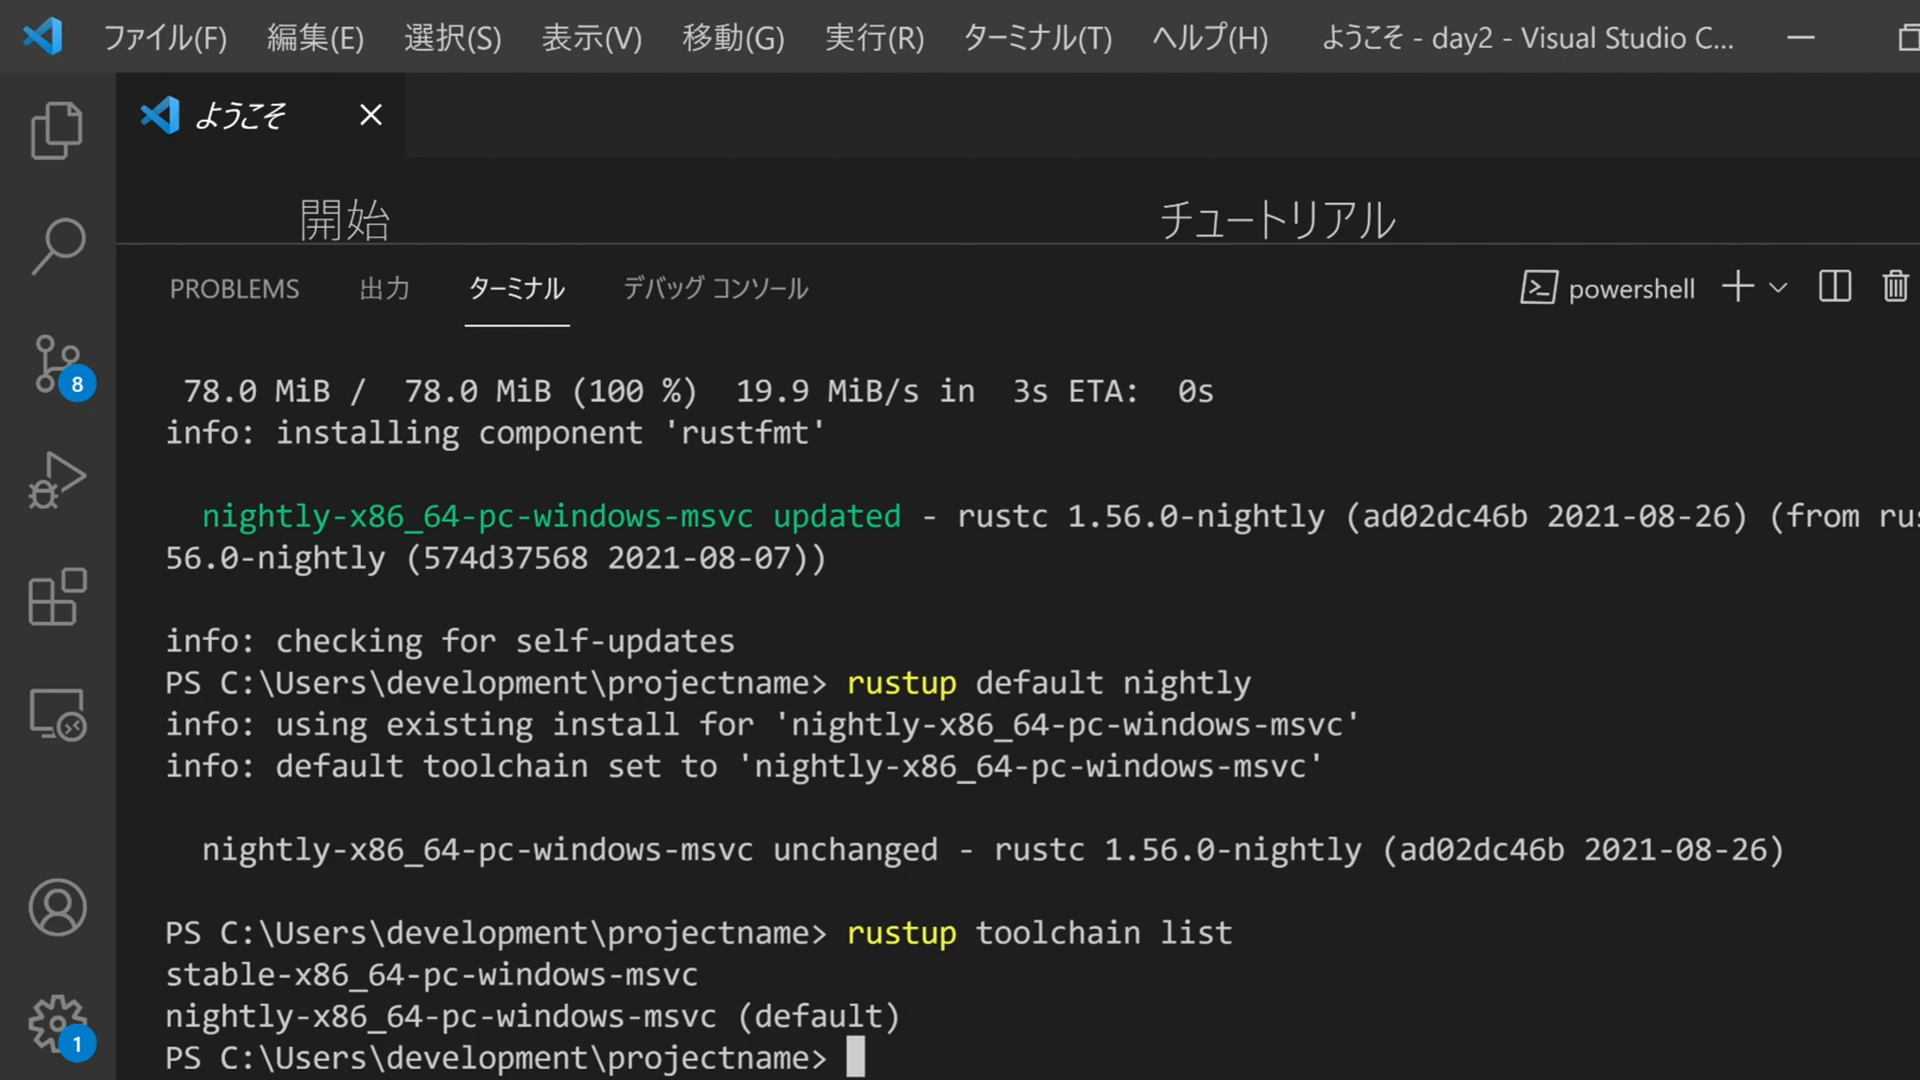 ファイル(F) 編集(E) 選択(S) 表示(V) 移動(G) 実行(R) ターミナル(T) ヘルプ(H) ようこそ - day2 - Visual Studio C...
ようこそ
開始 チュートリアル
PROBLEMS 出力 ターミナル デバッグ コンソール powershell
78.0 MiB / 78.0 MiB (100 %) 19.9 MiB/s in 3s ETA: 0s
info: installing component 'rustfmt'
nightly-x86_64-pc-windows-msvc updated - rustc 1.56.0-nightly (ad02dc46b 2021-08-26) (from rus
56.0-nightly (574d37568 2021-08-07))
info: checking for self-updates
PS C:\Users\development\projectname> rustup default nightly
info: using existing install for 'nightly-x86_64-pc-windows-msvc'
info: default toolchain set to 'nightly-x86_64-pc-windows-msvc'
nightly-x86_64-pc-windows-msvc unchanged - rustc 1.56.0-nightly (ad02dc46b 2021-08-26)
PS C:\Users\development\projectname> rustup toolchain list
stable-x86_64-pc-windows-msvc
nightly-x86_64-pc-windows-msvc (default)
PS C:\Users\development\projectname>
8
1